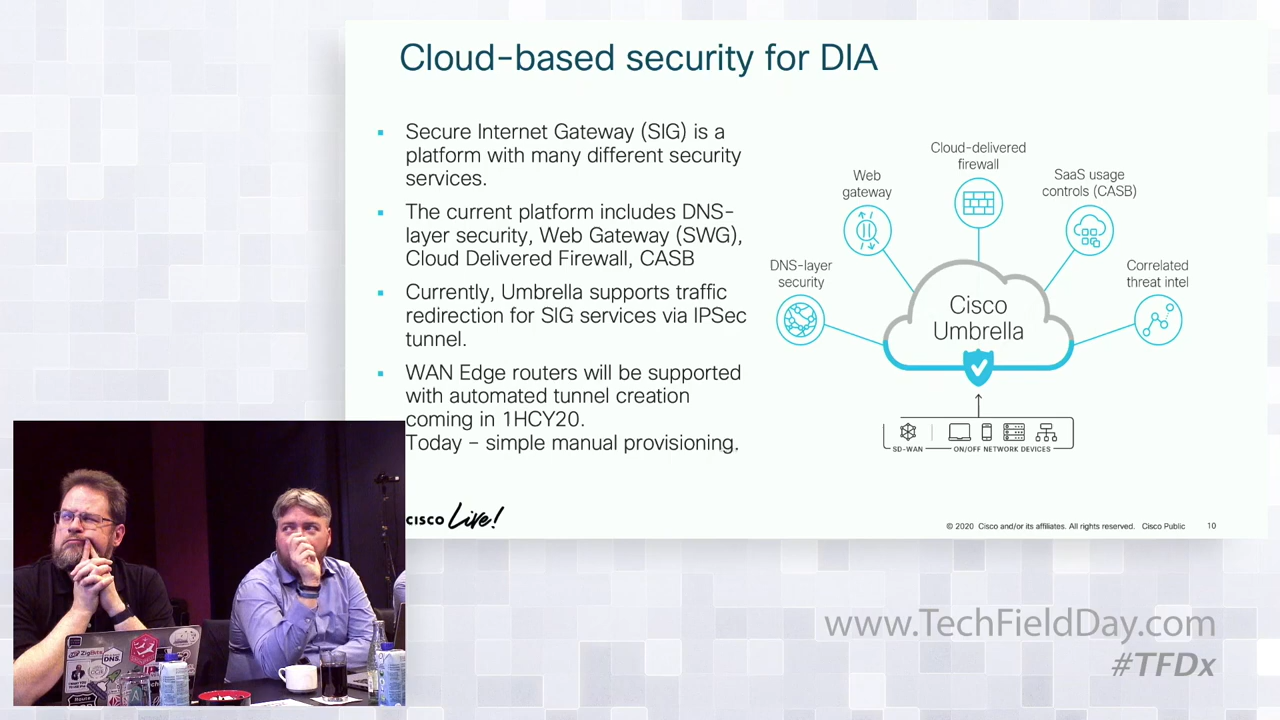 Cloud-based security for DIA
Secure Internet Gateway (SIG) is a
platform with many different security
services.
The current platform includes DNS-
layer security, Web Gateway (SWG),
Cloud Delivered Firewall, CASB
Currently, Umbrella supports traffic
redirection for SIG services via IPSec
tunnel.
WAN Edge routers will be supported
with automated tunnel creation
coming in 1HCY20.
Today – simple manual provisioning.
Cloud-delivered
firewall
Web
gateway
SaaS usage
controls (CASB)
DNS-layer
security
Correlated
threat intel
Cisco
Umbrella
SD-WAN
ON/OFF NETWORK DEVICES
CISCO Live!
© 2020 Cisco and/or its affiliates. All rights reserved. Cisco Public
10
DNS.
www.TechFieldDay.com
#TFDx